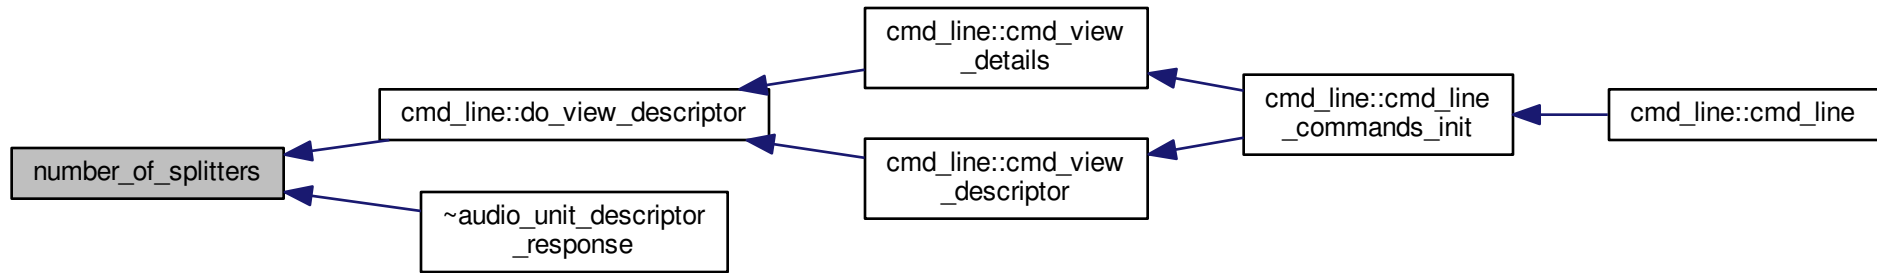 number_of_splitters
cmd_line::do_view_descriptor
~audio_unit_descriptor
_response
cmd_line::cmd_view
_details
cmd_line::cmd_view
_descriptor
cmd_line::cmd_line
_commands_init
cmd_line::cmd_line